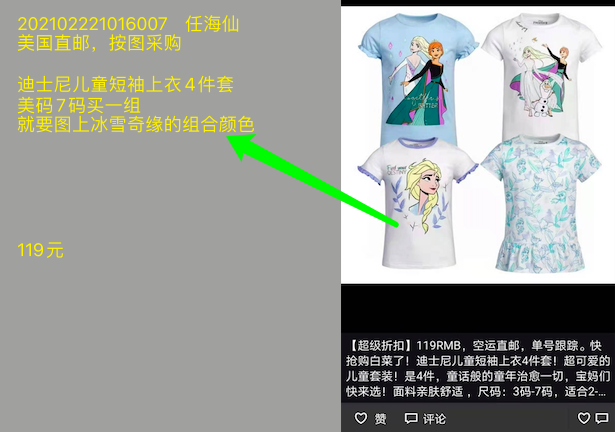 202102221016007 任海仙
美国直邮，按图采购
迪士尼儿童短袖上衣4件套
美码7码买一组
就要图上冰雪奇缘的组合颜色
119元
【超级折扣】119RMB，空运直邮，单号跟踪。快
抢购白菜了！迪士尼儿童短袖上衣4件套！超可爱的
儿童套装！是4件，童话般的童年治愈一切，宝妈们
快来选！面料亲肤舒适 ，尺码：3码-7码，适合2-...
赞 评论